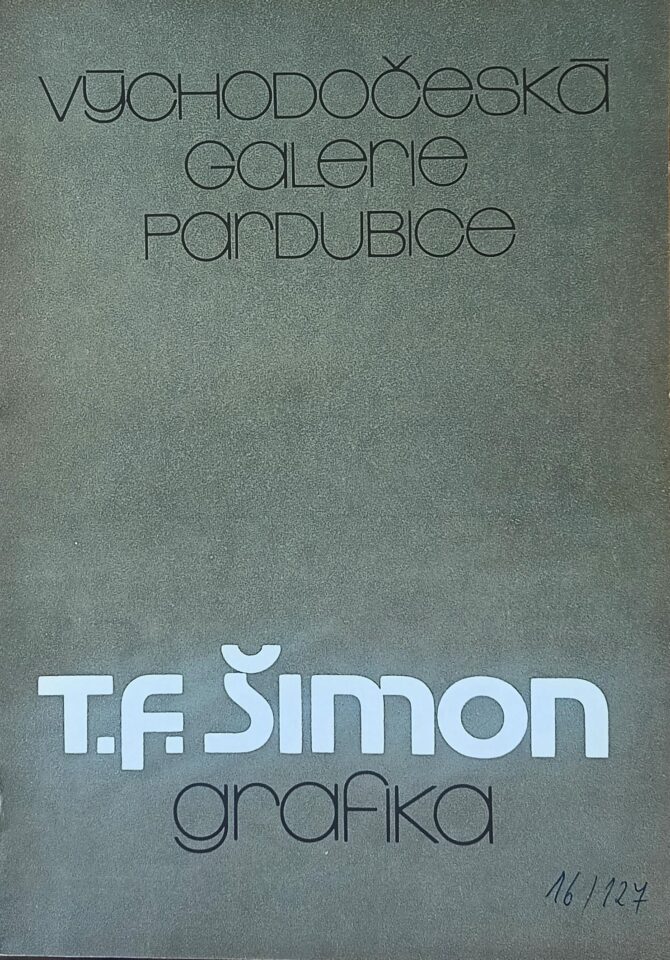 VÝCHODOČESKÁ
GALERIE
PARDUBICE
T.F. Šimon
grafika
16/127